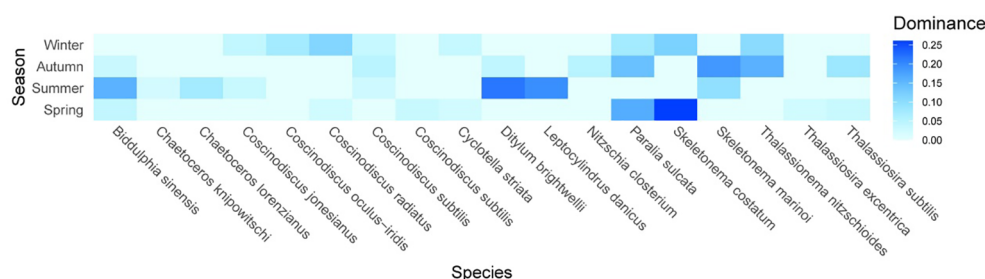 Dominance
0.25
0.20
0.15
0.10
0.05
0.00
Season
Winter
Autumn
Summer
Spring
Biddulphia sinensis
Chaetoceros knipowitschi
Chaetoceros lorenzianus
Coscinodiscus jonesianus
Coscinodiscus oculus−iridis
Coscinodiscus radiatus
Coscinodiscus subtilis
Coscinodiscus subtilis
Cyclotella striata
Ditylum brightwellii
Leptocylindrus danicus
Nitzschia closterium
Paralia sulcata
Skeletonema costatum
Skeletonema marinoi
Thalassionema nitzschioides
Thalassiosira excentrica
Thalassiosira subtilis
Species